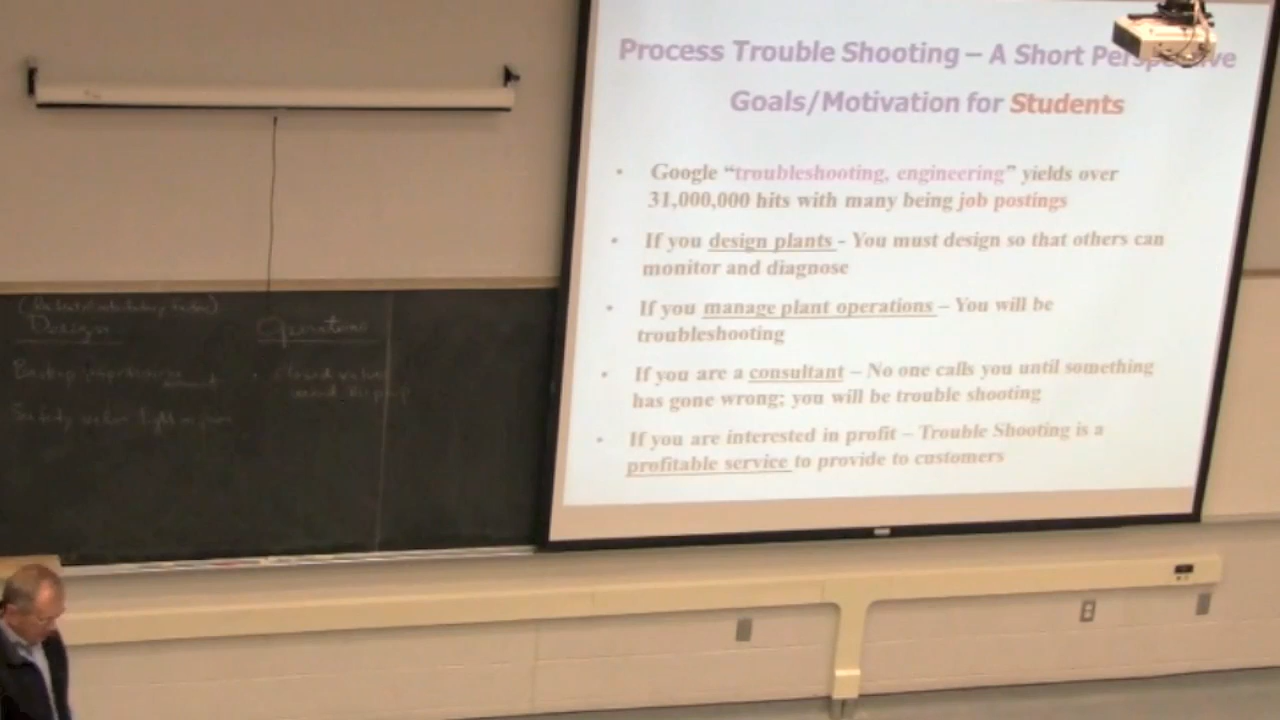 Process Trouble Shooting – A Short Perspective
Goals/Motivation for Students
• Google “troubleshooting, engineering” yields over
31,000,000 hits with many being job postings
• If you design plants - You must design so that others can
monitor and diagnose
• If you manage plant operations – You will be
troubleshooting
• If you are a consultant – No one calls you until something
has gone wrong; you will be trouble shooting
• If you are interested in profit – Trouble Shooting is a
profitable service to provide to customers
Design
Operations
closed valve
Safety valve